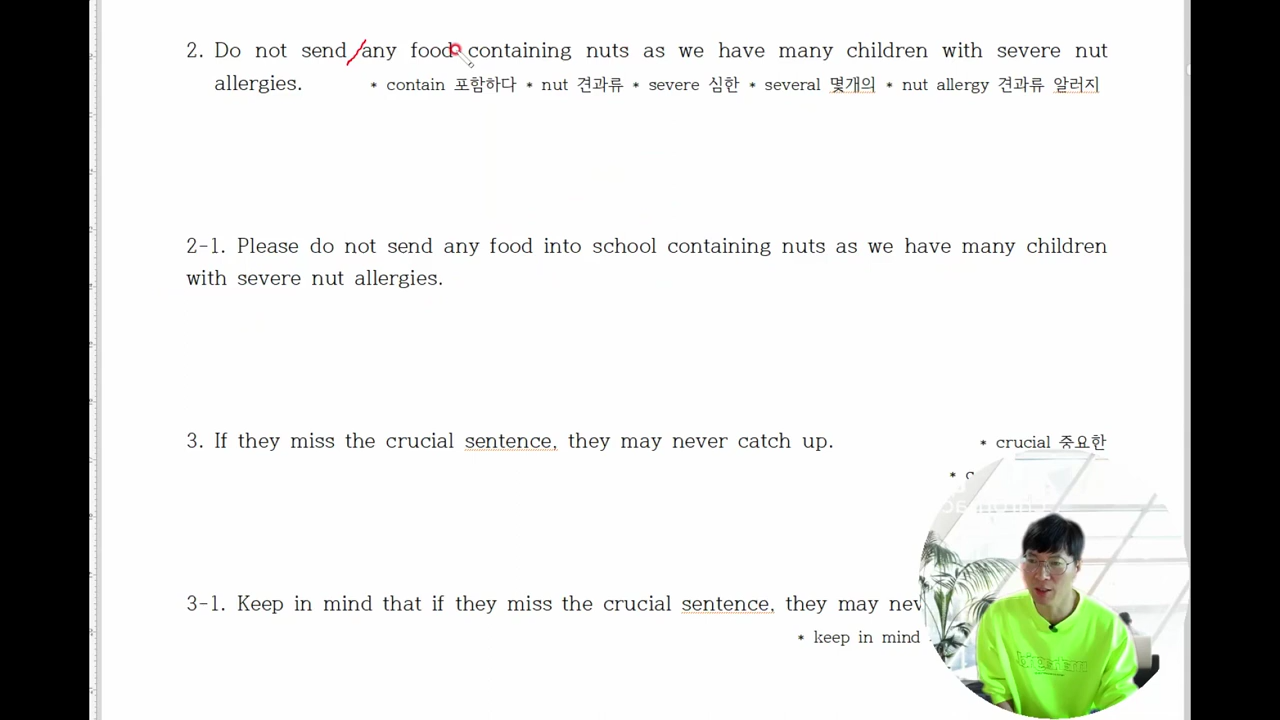 2. Do not send any food containing nuts as we have many children with severe nut
allergies. * contain 포함하다 * nut 견과류 * severe 심한 * several 몇개의 * nut allergy 견과류 알러지
2-1. Please do not send any food into school containing nuts as we have many children
with severe nut allergies.
3. If they miss the crucial sentence, they may never catch up. * crucial 중요한
*
3-1. Keep in mind that if they miss the crucial sentence, they may
* keep in mind